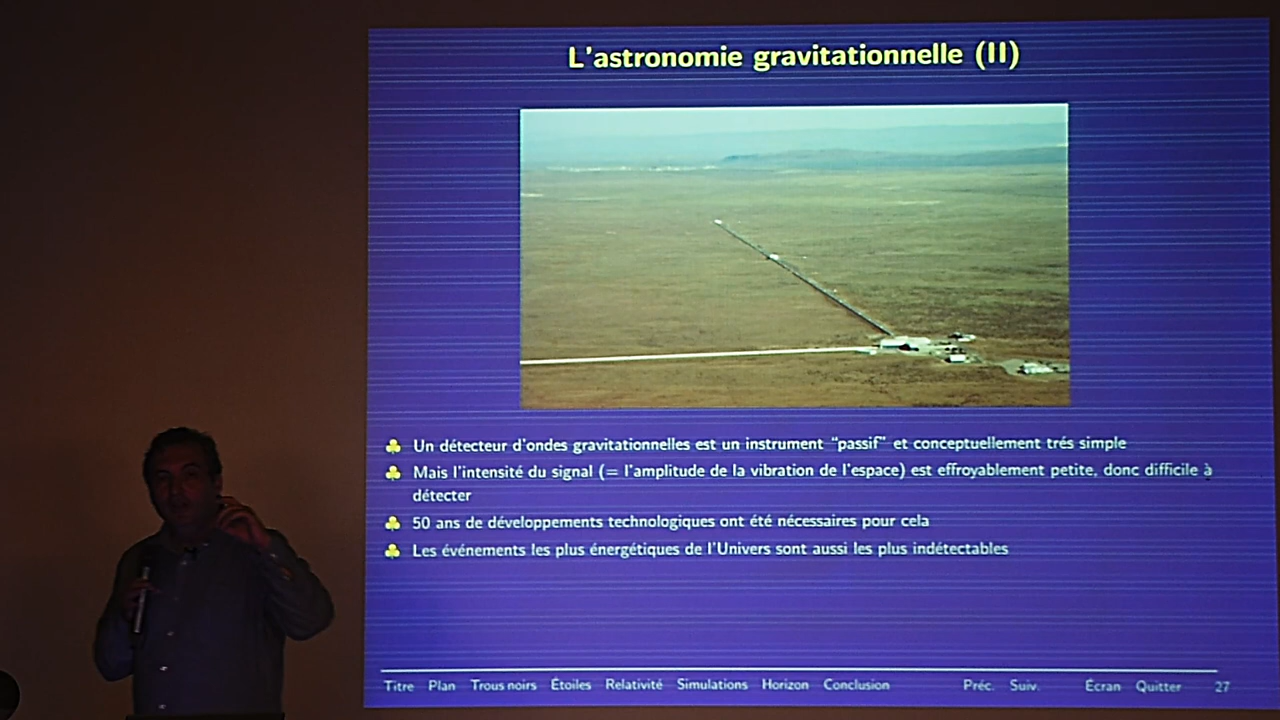 L'astronomie gravitationnelle (II)
Un détecteur d'ondes gravitationnelles est un instrument “passif” et conceptuellement trés simple
Mais l'intensité du signal (= l'amplitude de la vibration de l'espace) est effroyablement petite, donc difficile à
détecter
50 ans de développements technologiques ont été nécessaires pour cela
Les événements les plus énergétiques de l'Univers sont aussi les plus indétectables
Titre Plan Trous noirs Étoiles Relativité Simulations Horizon Conclusion Préc. Suiv. Écran Quitter 27